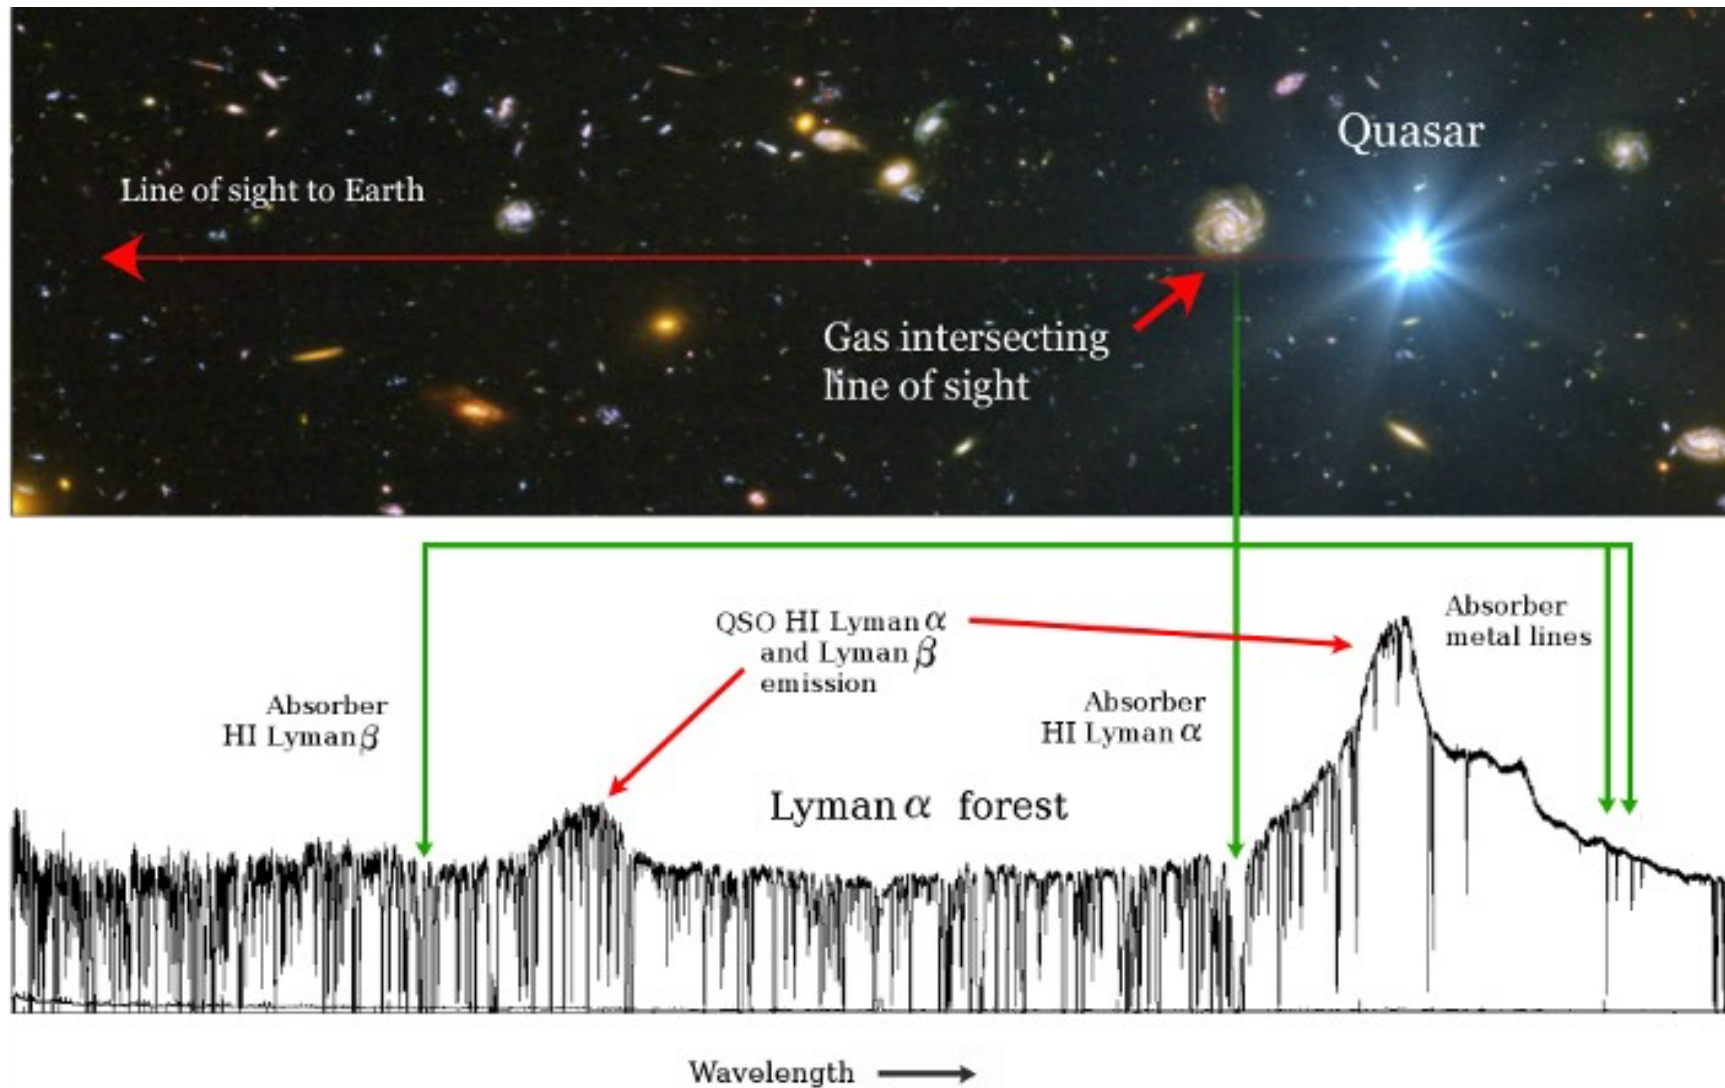 Quasar
Line of sight to Earth
Gas intersecting
line of sight
QSO HI Lyman α
and Lyman β
emission
Absorber
metal lines
Absorber
HI Lyman β
Absorber
HI Lyman α
Lyman α forest
Wavelength